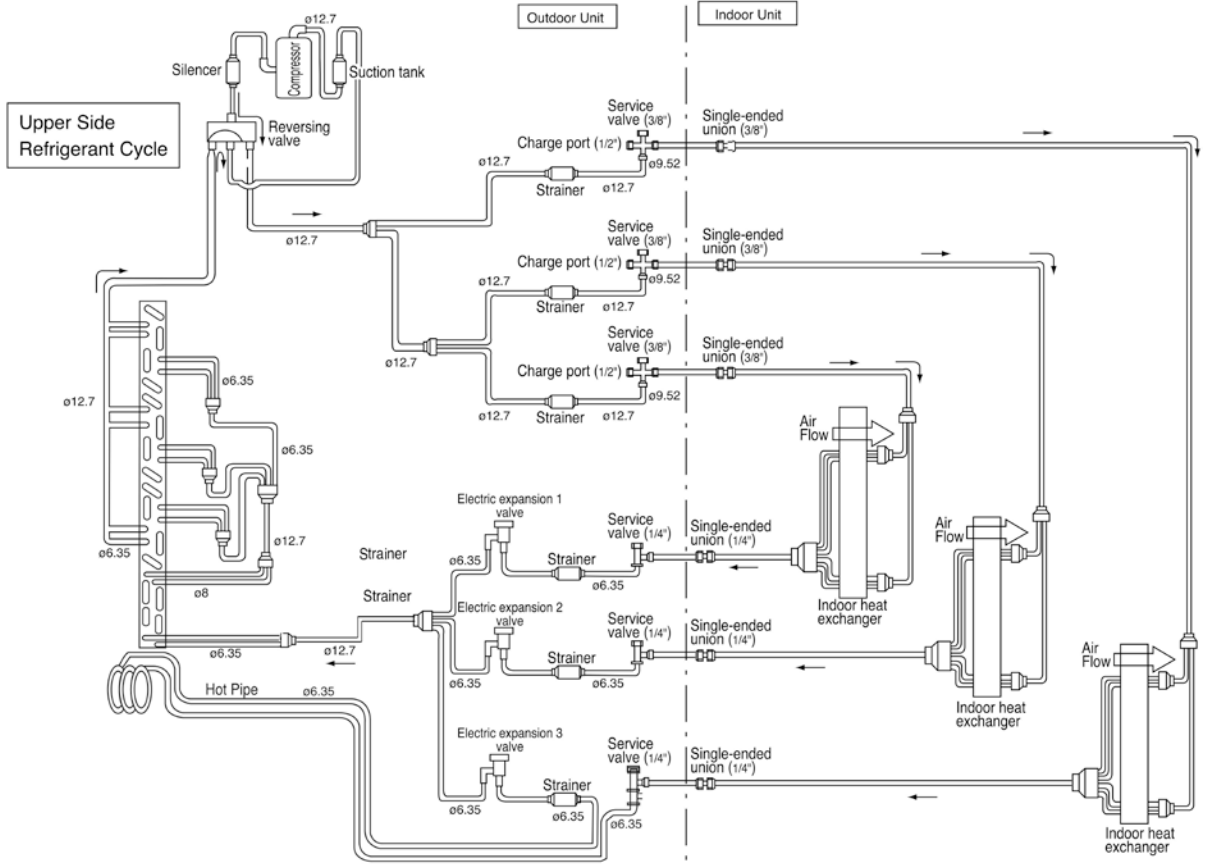 ø12.7
Outdoor Unit
Indoor Unit
Compressor
Silencer
Suction tank
Upper Side
Refrigerant Cycle
Reversing
valve
Service
valve (3/8")
Single-ended
union (3/8")
Charge port (1/2")
ø12.7
ø9.52
Strainer
ø12.7
ø12.7
Service
valve (3/8")
Single-ended
union (3/8")
Charge port (1/2")
ø12.7
ø9.52
Strainer
ø12.7
Service
valve (3/8")
Single-ended
union (3/8")
ø12.7
Charge port (1/2")
ø9.52
ø12.7
Strainer
ø12.7
ø6.35
ø12.7
ø6.35
Air
Flow
Electric expansion 1
valve
Service
valve (1/4")
Single-ended
union (1/4")
Air
Flow
ø12.7
ø6.35
Strainer
ø6.35
Strainer
ø6.35
ø8
Strainer
Indoor heat
exchanger
Electric expansion 2
valve
Service
valve (1/4")
Single-ended
union (1/4")
ø6.35
ø12.7
Strainer
ø6.35
ø6.35
Air
Flow
Hot Pipe
ø6.35
Indoor heat
exchanger
Electric expansion 3
valve
Service
valve (1/4")
Single-ended
union (1/4")
Strainer
ø6.35
ø6.35
ø6.35
Indoor heat
exchanger